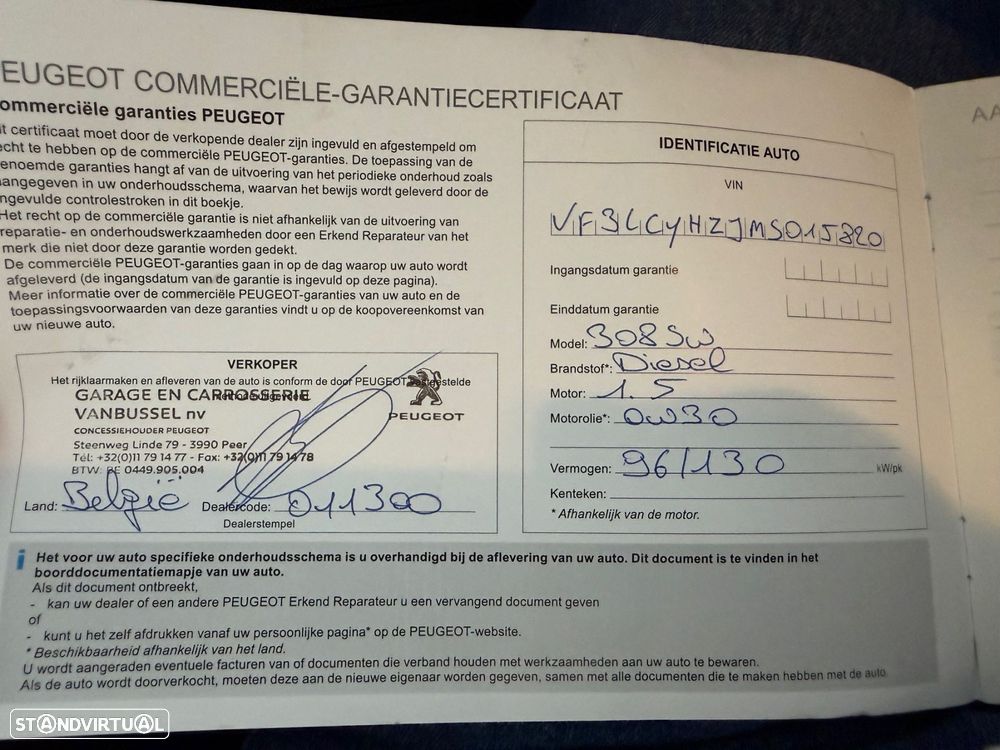 EUGEOT COMMERCIËLE-GARANTIECERTIFICAAT
ommerciële garanties PEUGEOT
it certificaat moet door de verkopende dealer zijn ingevuld en afgestempeld om
echt te hebben op de commerciële PEUGEOT-garanties. De toepassing van de
enoemde garanties hangt af van de uitvoering van het periodieke onderhoud zoals
angegeven in uw onderhoudsschema, waarvan het bewijs wordt geleverd door de
ngevulde controlestroken in dit boekje.
Het recht op de commerciële garantie is niet afhankelijk van de uitvoering van
reparatie- en onderhoudswerkzaamheden door een Erkend Reparateur van het
merk die niet door deze garantie worden gedekt.
De commerciële PEUGEOT-garanties gaan in op de dag waarop uw auto wordt
afgeleverd (de ingangsdatum van de garantie is ingevuld op deze pagina).
Meer informatie over de commerciële PEUGEOT-garanties van uw auto en de
toepassingsvoorwaarden van deze garanties vindt u op de koopovereenkomst van
uw nieuwe auto.
VERKOPER
Het rijklaarmaken en afleveren van de auto is conform de door PEUGEOT
GARAGE EN CARROSSERIE
VANBUSSEL nv
CONCESSIEHOUDER PEUGEOT
Steenweg Linde 79 - 3990 Peer
Tél: +32(0)11 79 14 77 - Fax: +32(0)11 79 14 78
BTW: BE 0449.905.004
PEUGEOT
Land: België Dealercode: 011300
Dealerstempel
IDENTIFICATIE AUTO
VIN
VF3LCYHZJMS015820
Ingangsdatum garantie
Einddatum garantie
Model: 308SW
Brandstof*: Diesel
Motor: 1.5
Motorolie*: 0W30
Vermogen: 96/130 kW/pk
Kenteken:
* Afhankelijk van de motor.
i Het voor uw auto specifieke onderhoudsschema is u overhandigd bij de aflevering van uw auto. Dit document is te vinden in het
boorddocumentatiemapje van uw auto.
Als dit document ontbreekt,
- kan uw dealer of een andere PEUGEOT Erkend Reparateur u een vervangend document geven
of
- kunt u het zelf afdrukken vanaf uw persoonlijke pagina* op de PEUGEOT-website.
* Beschikbaarheid afhankelijk van het land.
U wordt aangeraden eventuele facturen van of documenten die verband houden met werkzaamheden aan uw auto te bewaren.
Als de auto wordt doorverkocht, moeten deze aan de nieuwe eigenaar worden gegeven, samen met alle documenten die te maken hebben met de auto
AA
STANDVIRTUAL